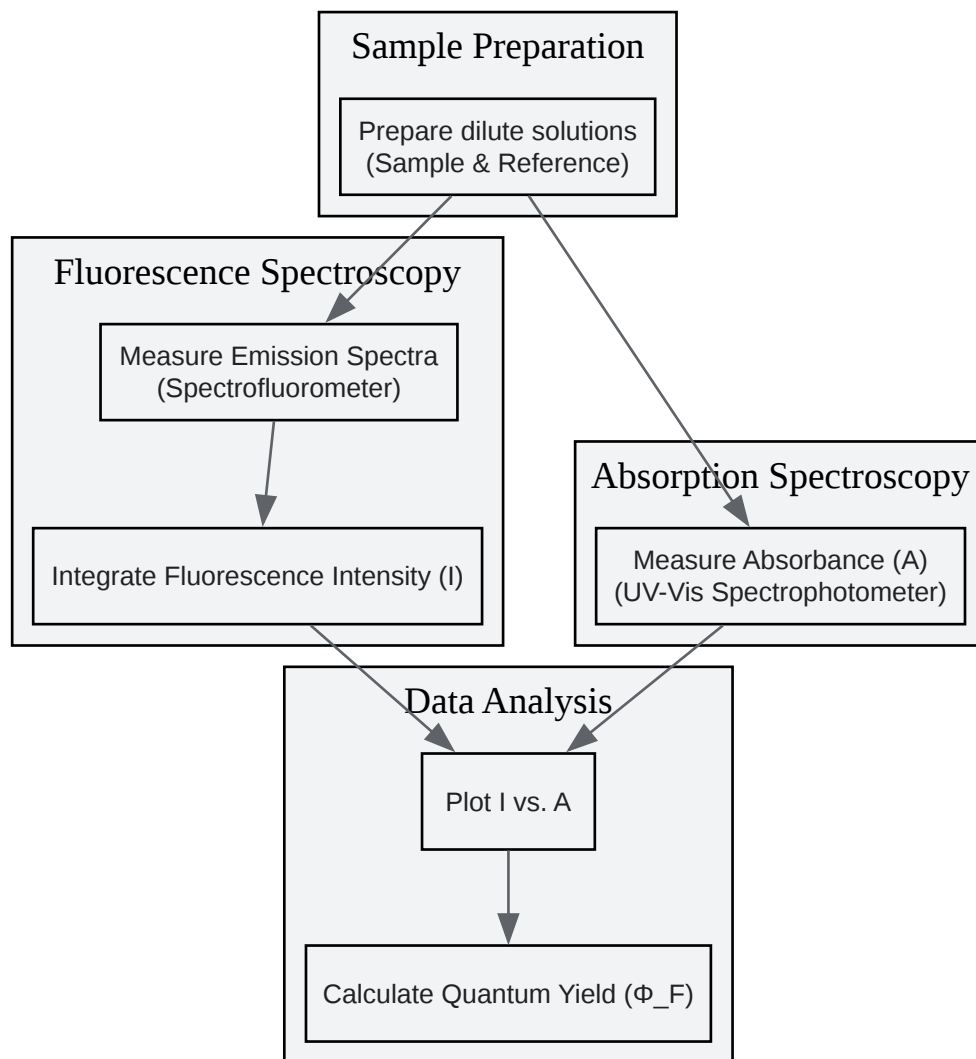 Sample Preparation
Prepare dilute solutions
(Sample & Reference)
Fluorescence Spectroscopy
Measure Emission Spectra
(Spectrofluorometer)
Integrate Fluorescence Intensity (I)
Absorption Spectroscopy
Measure Absorbance (A)
(UV-Vis Spectrophotometer)
Data Analysis
Plot I vs. A
Calculate Quantum Yield (Φ_F)